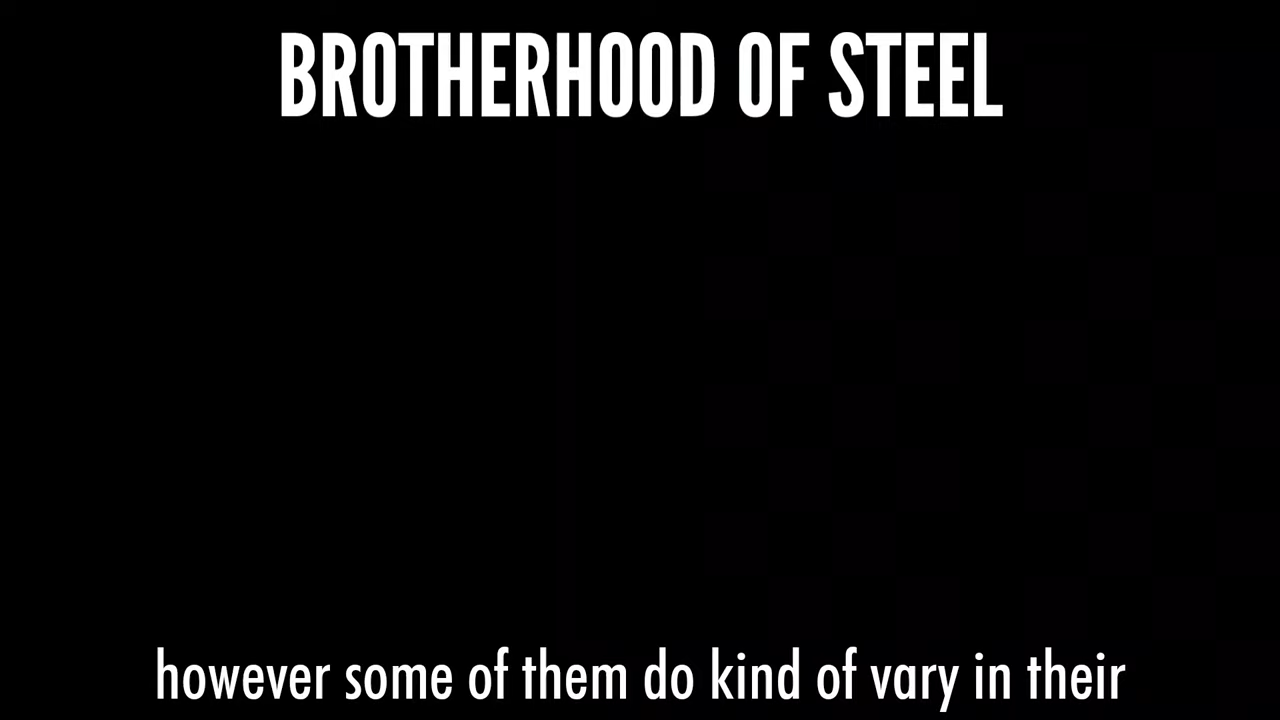 BROTHERHOOD OF STEEL
however some of them do kind of vary in their